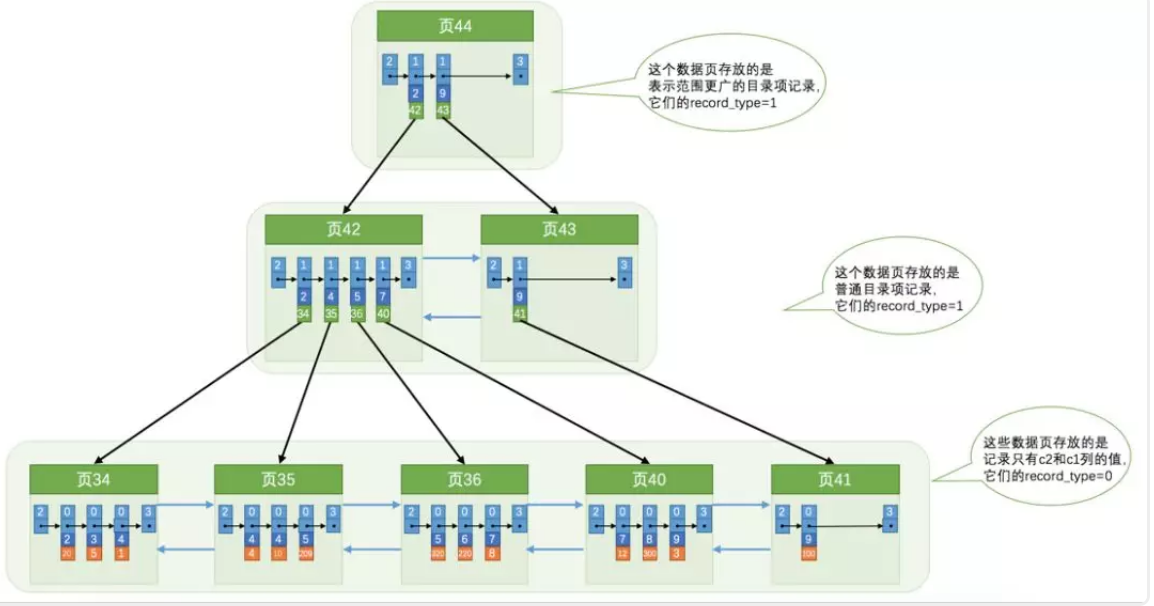 页44
2 1 1 3
2 9
42 43
这个数据页存放的是
表示范围更广的目录项记录,
它们的record_type=1
页42
2 1 1 1 1 3
2 4 5 7
34 35 36 40
页43
2 1 3
9
41
这个数据页存放的是
普通目录项记录,
它们的record_type=1
这些数据页存放的是
记录只有c2和c1列的值,
它们的record_type=0
页34
2 0 0 0 3
2 3 4
20 5 1
页35
2 0 0 0 3
4 4 5
4 10 209
页36
2 0 0 0 3
5 6 7
320 220 8
页40
2 0 0 0 3
7 8 9
12 300 3
页41
2 0 3
9
100